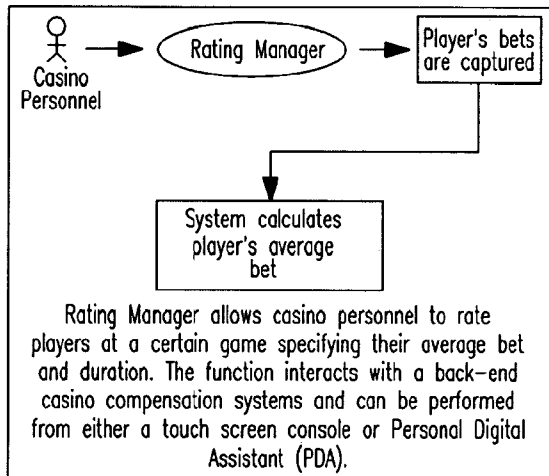 Casino
Personnel
Rating Manager
Player's bets
are captured
System calculates
player's average
bet
Rating Manager allows casino personnel to rate
players at a certain game specifying their average bet
and duration. The function interacts with a back-end
casino compensation systems and can be performed
from either a touch screen console or Personal Digital
Assistant (PDA).